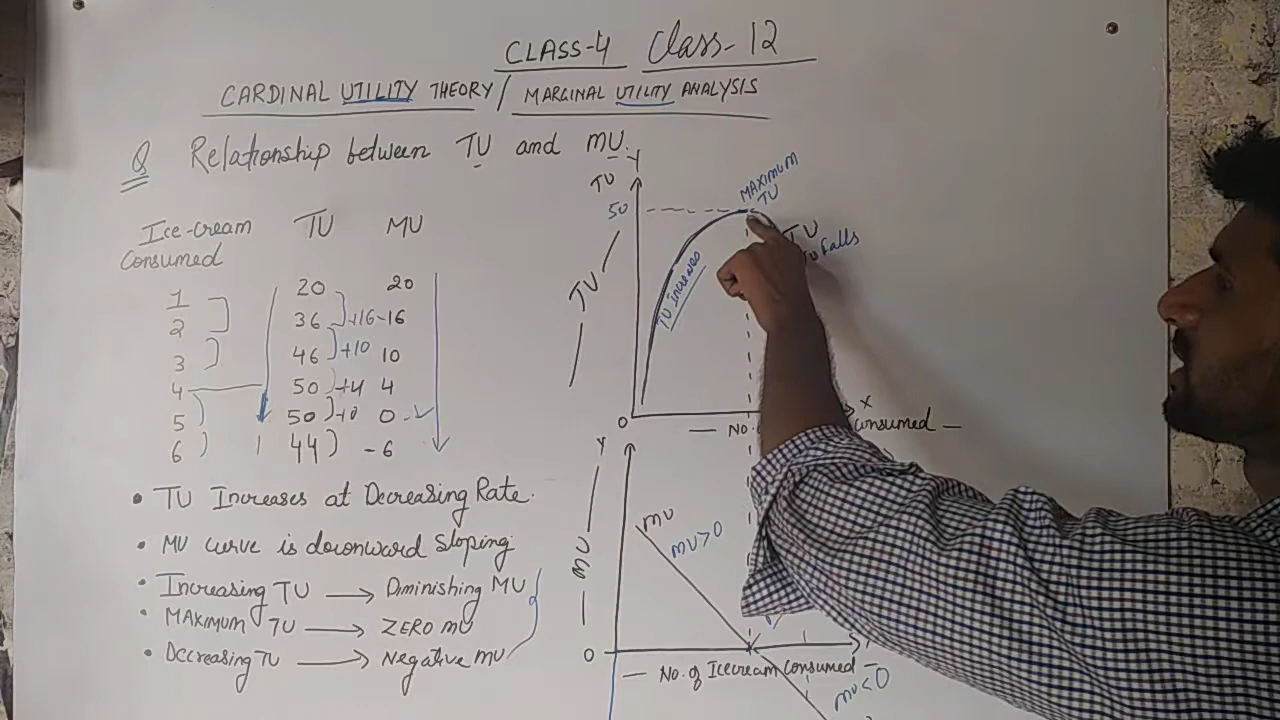 CLASS-4 Class-12
CARDINAL UTILITY THEORY / MARGINAL UTILITY ANALYSIS
Q Relationship between TU and MU.
Ice-cream Consumed TU MU
1 20 20
2 36 +16 -16
3 46 +10 10
4 50 +4 4
5 50 +0 0
6 44 -6
• TU Increases at Decreasing Rate.
• MU curve is downward sloping
• Increasing TU → Diminishing MU
• MAXIMUM TU → ZERO MU
• Decreasing TU → Negative MU
Y
TU
50
MAXIMUM
TU
TU
TU falls
TU increases
TU
O
X
No. Consumed
Y
MU
MU>0
MU
O
No. of Icecream Consumed
MU<0